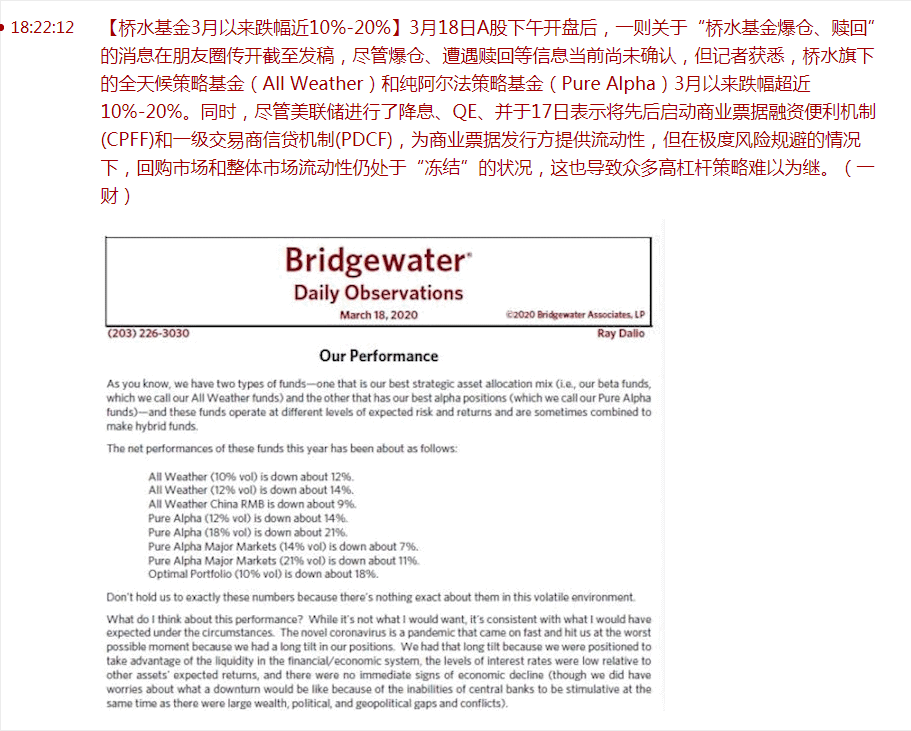 18:22:12 【桥水基金3月以来跌幅近10%-20%】3月18日A股下午开盘后，一则关于“桥水基金爆仓、赎回”
的消息在朋友圈传开截至发稿，尽管爆仓、遭遇赎回等信息当前尚未确认，但记者获悉，桥水旗下
的全天候策略基金（All Weather）和纯阿尔法策略基金（Pure Alpha）3月以来跌幅超近
10%-20%。同时，尽管美联储进行了降息、QE、并于17日表示将先后启动商业票据融资便利机制
(CPFF)和一级交易商信贷机制(PDCF)，为商业票据发行方提供流动性，但在极度风险规避的情况
下，回购市场和整体市场流动性仍处于“冻结”的状况，这也导致众多高杠杆策略难以为继。（一
财）
Bridgewater®
Daily Observations
March 18, 2020
©2020 Bridgewater Associates, LP
(203) 226-3030
Ray Dalio
Our Performance
As you know, we have two types of funds—one that is our best strategic asset allocation mix (i.e., our beta funds,
which we call our All Weather funds) and the other that has our best alpha positions (which we call our Pure Alpha
funds)—and these funds operate at different levels of expected risk and returns and are sometimes combined to
make hybrid funds.
The net performances of these funds this year has been about as follows:
All Weather (10% vol) is down about 12%.
All Weather (12% vol) is down about 14%.
All Weather China RMB is down about 9%.
Pure Alpha (12% vol) is down about 14%.
Pure Alpha (18% vol) is down about 21%.
Pure Alpha Major Markets (14% vol) is down about 7%.
Pure Alpha Major Markets (21% vol) is down about 11%.
Optimal Portfolio (10% vol) is down about 18%.
Don't hold us to exactly these numbers because there's nothing exact about them in this volatile environment.
What do I think about this performance? While it's not what I would want, it's consistent with what I would have
expected under the circumstances. The novel coronavirus is a pandemic that came on fast and hit us at the worst
possible moment because we had a long tilt in our positions. We had that long tilt because we were positioned to
take advantage of the liquidity in the financial/economic system, the levels of interest rates were low relative to
other assets' expected returns, and there were no immediate signs of economic decline (though we did have
worries about what a downturn would be like because of the inabilities of central banks to be stimulative at the
same time as there were large wealth, political, and geopolitical gaps and conflicts).